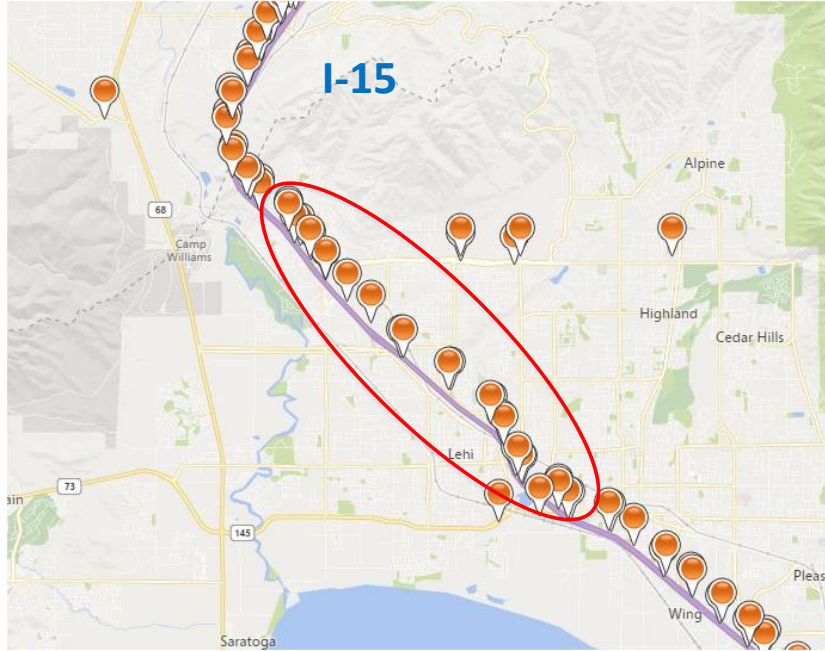 I-15
Alpine
68
Camp
Williams
Highland
Cedar Hills
Lehi
73
ain
145
Pleas
Wing
Saratoga